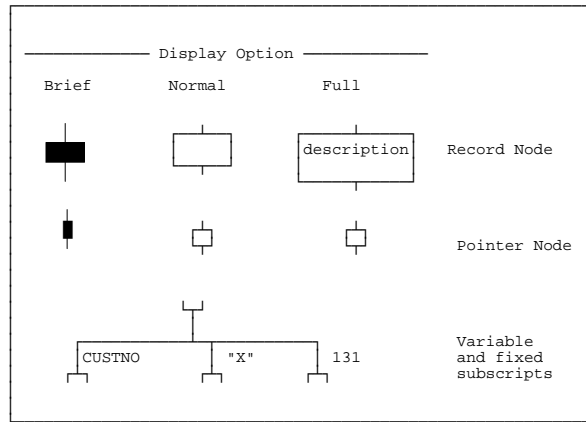 Display Option
Brief Normal Full
description Record Node
Pointer Node
CUSTNO "X" 131
Variable
and fixed
subscripts